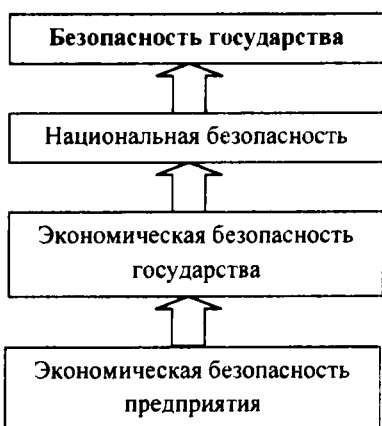 Безопасность государства
Национальная безопасность
Экономическая безопасность
государства
Экономическая безопасность
предприятия